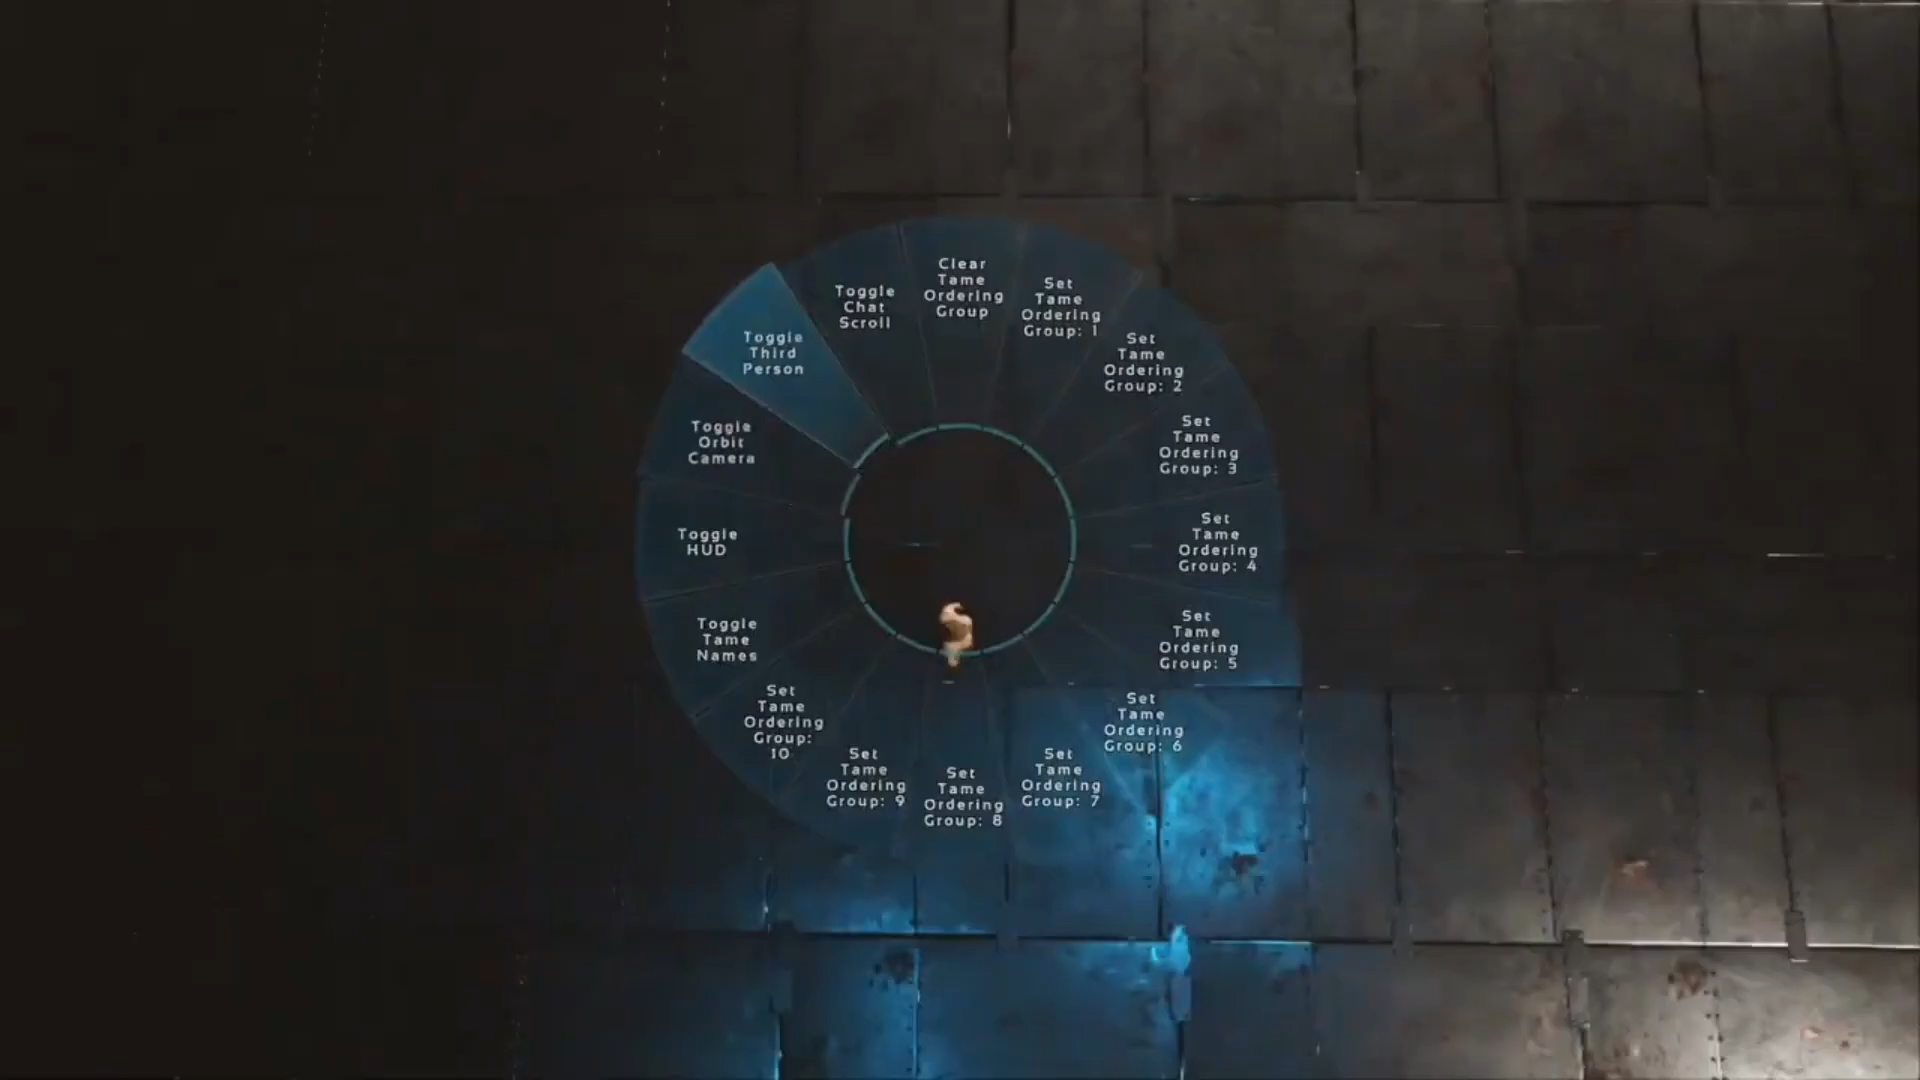 Clear
Tame
Ordering
Group
Set
Tame
Ordering
Group: 1
Set
Tame
Ordering
Group: 2
Set
Tame
Ordering
Group: 3
Set
Tame
Ordering
Group: 4
Set
Tame
Ordering
Group: 5
Set
Tame
Ordering
Group: 6
Set
Tame
Ordering
Group: 7
Set
Tame
Ordering
Group: 8
Set
Tame
Ordering
Group: 9
Set
Tame
Ordering
Group:
10
Toggle
Tame
Names
Toggle
HUD
Toggle
Orbit
Camera
Toggle
Third
Person
Toggle
Chat
Scroll